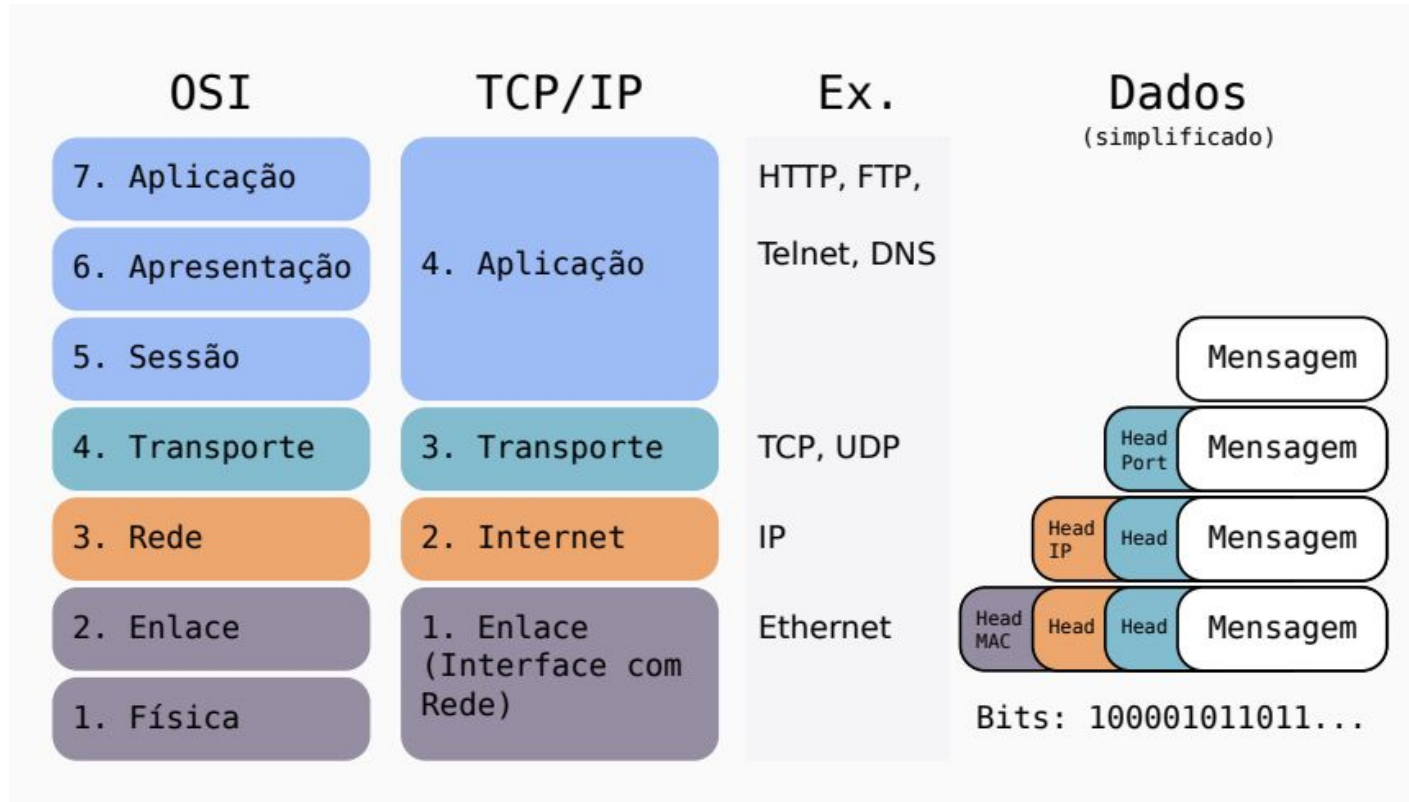 OSI
TCP/IP
Ex.
Dados
(simplificado)
7. Aplicação
6. Apresentação
5. Sessão
4. Transporte
3. Rede
2. Enlace
1. Física
4. Aplicação
3. Transporte
2. Internet
1. Enlace
(Interface com
Rede)
HTTP, FTP,
Telnet, DNS
TCP, UDP
IP
Ethernet
Mensagem
Head
Port
Mensagem
Head
IP
Head
Mensagem
Head
MAC
Head
Head
Mensagem
Bits: 100001011011...